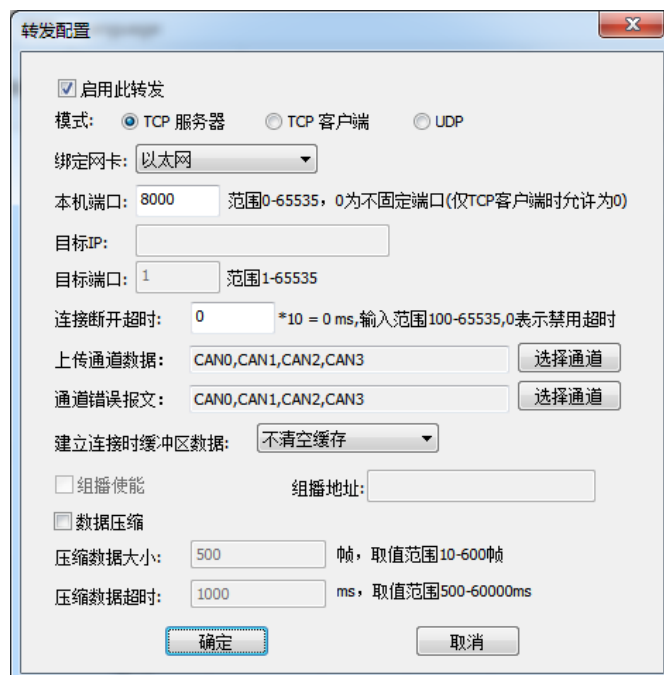 转发配置
启用此转发
模式: TCP 服务器 TCP 客户端 UDP
绑定网卡: 以太网
本机端口: 8000 范围0-65535，0为不固定端口(仅TCP客户端时允许为0)
目标IP:
目标端口: 1 范围1-65535
连接断开超时: 0 *10 = 0 ms,输入范围100-65535,0表示禁用超时
上传通道数据: CAN0,CAN1,CAN2,CAN3 选择通道
通道错误报文: CAN0,CAN1,CAN2,CAN3 选择通道
建立连接时缓冲区数据: 不清空缓存
组播使能 组播地址:
数据压缩
压缩数据大小: 500 帧，取值范围10-600帧
压缩数据超时: 1000 ms，取值范围500-60000ms
确定 取消